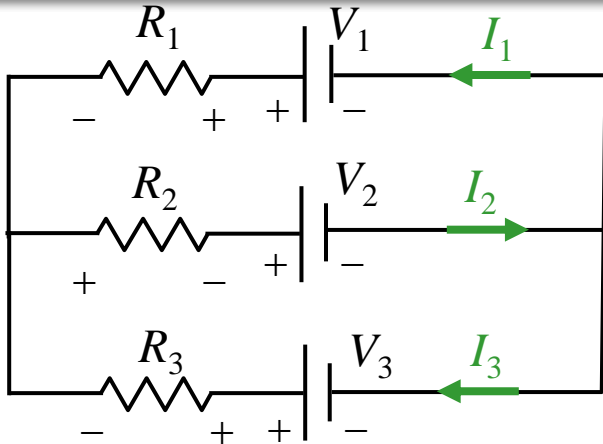 R₁ V₁ I₁
− + + −
R₂ V₂ I₂
+ − + −
R₃ V₃ I₃
− + + −